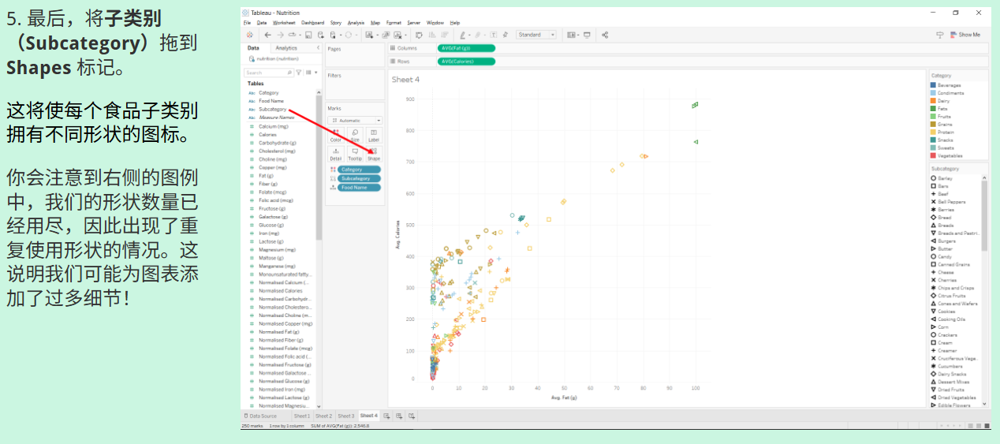 5. 最后，将子类别
（Subcategory）拖到
Shapes 标记。
这将使每个食品子类别
拥有不同形状的图标。
你会注意到右侧的图例
中，我们的形状数量已
经用尽，因此出现了重
复使用形状的情况。这
说明我们可能为图表添
加了过多细节！
Tableau - Nutrition
File Data Worksheet Dashboard Story Analysis Map Format Server Window Help
Standard
Show Me
Data Analytics
nutrition (nutrition)
Search
Tables
Abc Category
Abc Food Name
Abc Subcategory
Abc Measure Names
Calcium (mg)
Calories
Carbohydrate (g)
Cholesterol (mg)
Choline (mg)
Copper (mg)
Fat (g)
Fiber (g)
Folate (mcg)
Folic acid (mcg)
Fructose (g)
Galactose (g)
Glucose (g)
Iron (mg)
Lactose (g)
Magnesium (mg)
Maltose (g)
Manganese (mg)
Monounsaturated fatty...
Normalised Calcium (...
Normalised Calories
Normalised Carbohydr...
Normalised Cholestero...
Normalised Choline (m...
Normalised Copper (mg)
Normalised Fat (g)
Normalised Fiber (g)
Normalised Folate (mcg)
Normalised Folic acid (...
Normalised Fructose (g)
Normalised Galactose ...
Normalised Glucose (g)
Normalised Iron (mg)
Normalised Lactose (g)
Normalised Magnesiu...
Pages
Filters
Marks
Automatic
Color Size Label
Detail Tooltip Shape
Category
Subcategory
Food Name
Columns AVG(Fat (g))
Rows AVG(Calories)
Sheet 4
900
800
700
600
500
400
300
200
100
0
Avg. Calories
0 10 20 30 40 50 60 70 80 90 100
Avg. Fat (g)
Category
Beverages
Condiments
Dairy
Fats
Fruits
Grains
Protein
Snacks
Sweets
Vegetables
Subcategory
Barley
Bars
Beef
Bell Peppers
Berries
Bread
Breads
Breads and Pastri..
Burgers
Butter
Candy
Canned Grains
Cheese
Cherries
Chips and Crisps
Citrus Fruits
Cones and Wafers
Cookies
Cooking Oils
Corn
Crackers
Cream
Creamer
Cruciferous Vege..
Cucumbers
Dairy Snacks
Dessert Mixes
Dried Fruits
Dried Vegetables
Edible Flowers
Data Source Sheet 1 Sheet 2 Sheet 3 Sheet 4
250 marks 1 row by 1 column SUM of AVG(Fat (g)): 2,546.8